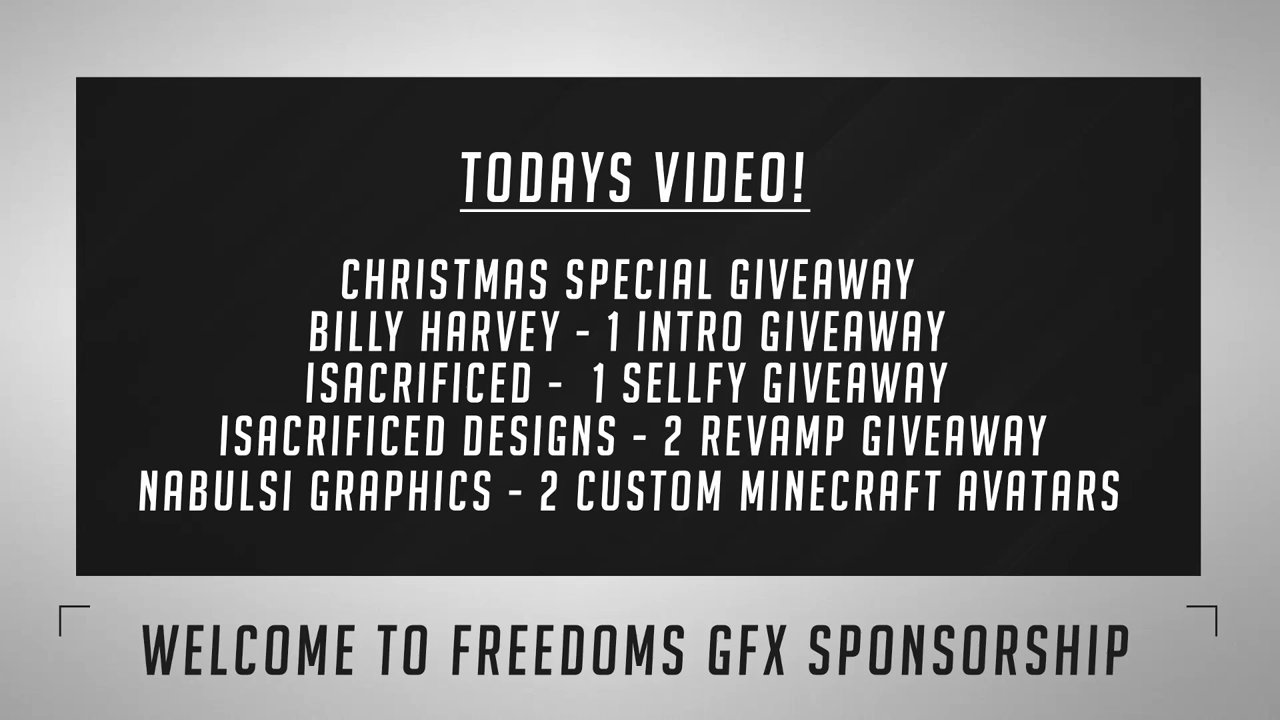 TODAYS VIDEO!
CHRISTMAS SPECIAL GIVEAWAY
BILLY HARVEY - 1 INTRO GIVEAWAY
ISACRIFICED - 1 SELLFY GIVEAWAY
ISACRIFICED DESIGNS - 2 REVAMP GIVEAWAY
NABULSI GRAPHICS - 2 CUSTOM MINECRAFT AVATARS
WELCOME TO FREEDOMS GFX SPONSORSHIP